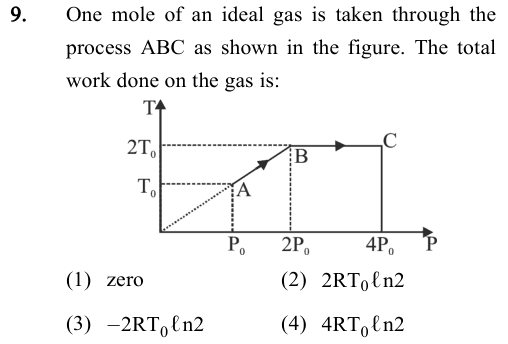 9. One mole of an ideal gas is taken through the
process ABC as shown in the figure. The total
work done on the gas is:
T
2T₀
B
C
T₀
A
P₀ 2P₀ 4P₀ P
(1) zero (2) 2RT₀ℓn2
(3) –2RT₀ℓn2 (4) 4RT₀ℓn2